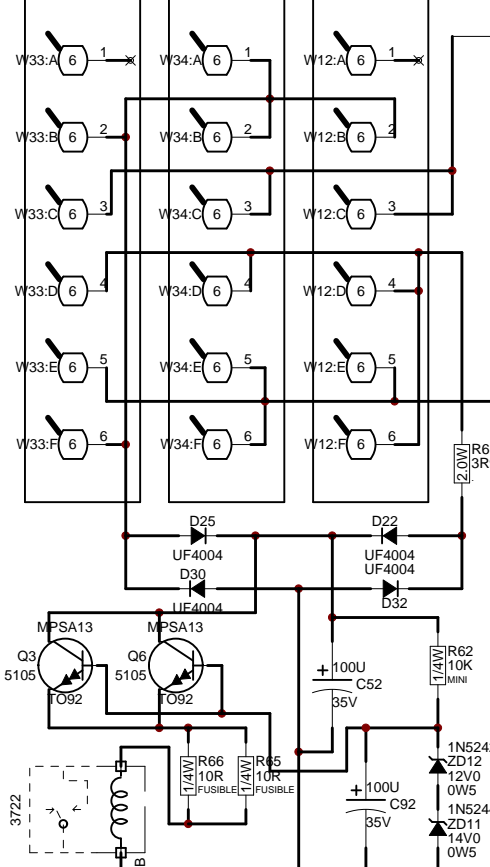 W33:A 6 1 W34:A 6 1 W12:A 6 1
W33:B 6 2 W34:B 6 2 W12:B 6 2
W33:C 6 3 W34:C 6 3 W12:C 6 3
W33:D 6 4 W34:D 6 4 W12:D 6 4
W33:E 6 5 W34:E 6 5 W12:E 6 5
W33:F 6 6 W34:F 6 6 W12:F 6 6
2.0W R6
3R
D25 D22
UF4004 UF4004
D30 UF4004
UF4004 D32
MPSA13 MPSA13
Q3 Q6
5105 5105
TO92 TO92
+ 100U
C52
35V
1/4W R62
10K
MINI
1/4W R66
10R
FUSIBLE
1/4W R65
10R
FUSIBLE
+ 100U
C92
35V
1N524
ZD12
12V0
0W5
1N524
ZD11
14V0
0W5
3722
B